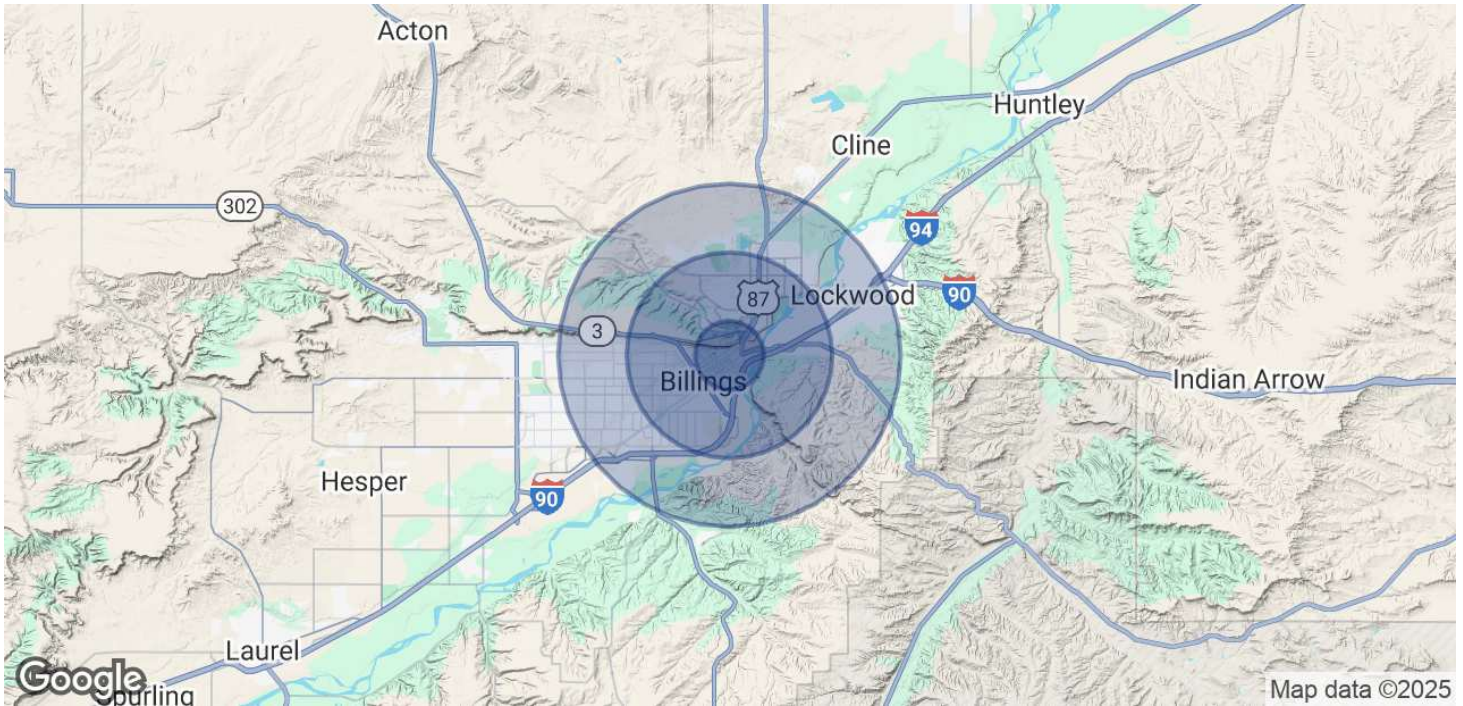 Acton
Huntley
Cline
302
94
87
Lockwood
90
3
Billings
Indian Arrow
Hesper
90
Laurel
Google
Spurling
Map data ©2025